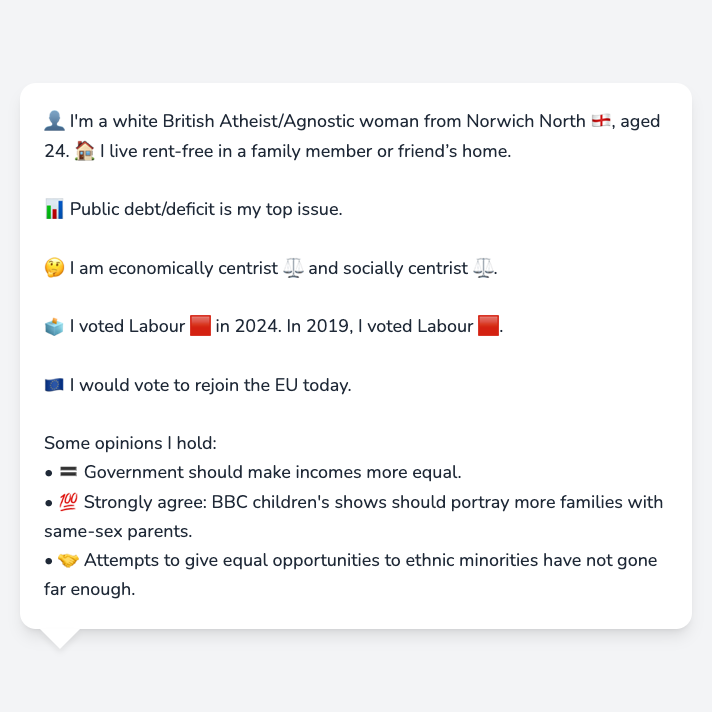 👤 I'm a white British Atheist/Agnostic woman from Norwich North 🏴󠁧󠁢󠁥󠁮󠁧󠁿, aged
24. 🏠 I live rent-free in a family member or friend’s home.
📊 Public debt/deficit is my top issue.
🤔 I am economically centrist ⚖️ and socially centrist ⚖️.
🗳️ I voted Labour 🟥 in 2024. In 2019, I voted Labour 🟥.
🇪🇺 I would vote to rejoin the EU today.
Some opinions I hold:
• 🟰 Government should make incomes more equal.
• 💯 Strongly agree: BBC children's shows should portray more families with
same-sex parents.
• 🤝 Attempts to give equal opportunities to ethnic minorities have not gone
far enough.